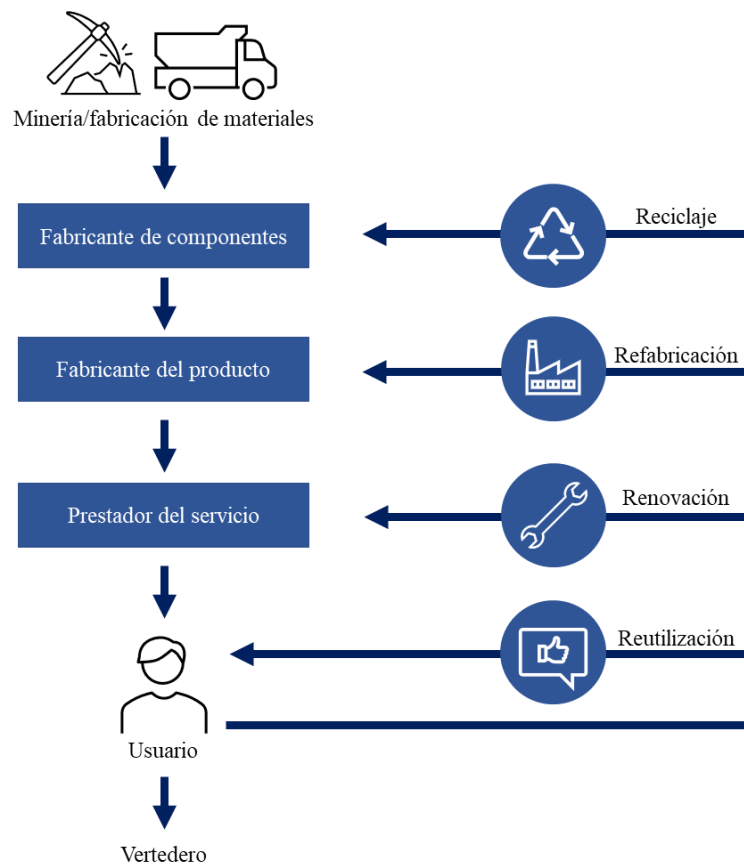 Minería/fabricación de materiales
Reciclaje
Fabricante de componentes
Refabricación
Fabricante del producto
Renovación
Prestador del servicio
Reutilización
Usuario
Vertedero